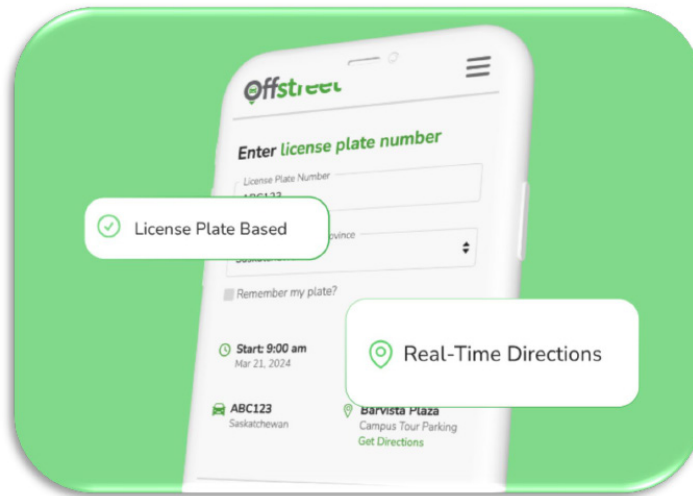 Offstreet
Enter license plate number
License Plate Number
ABC123
License Plate Based
ovince
Saskatchewan
Remember my plate?
Start: 9:00 am
Mar 21, 2024
Real-Time Directions
ABC123
Saskatchewan
Barvista Plaza
Campus Tour Parking
Get Directions